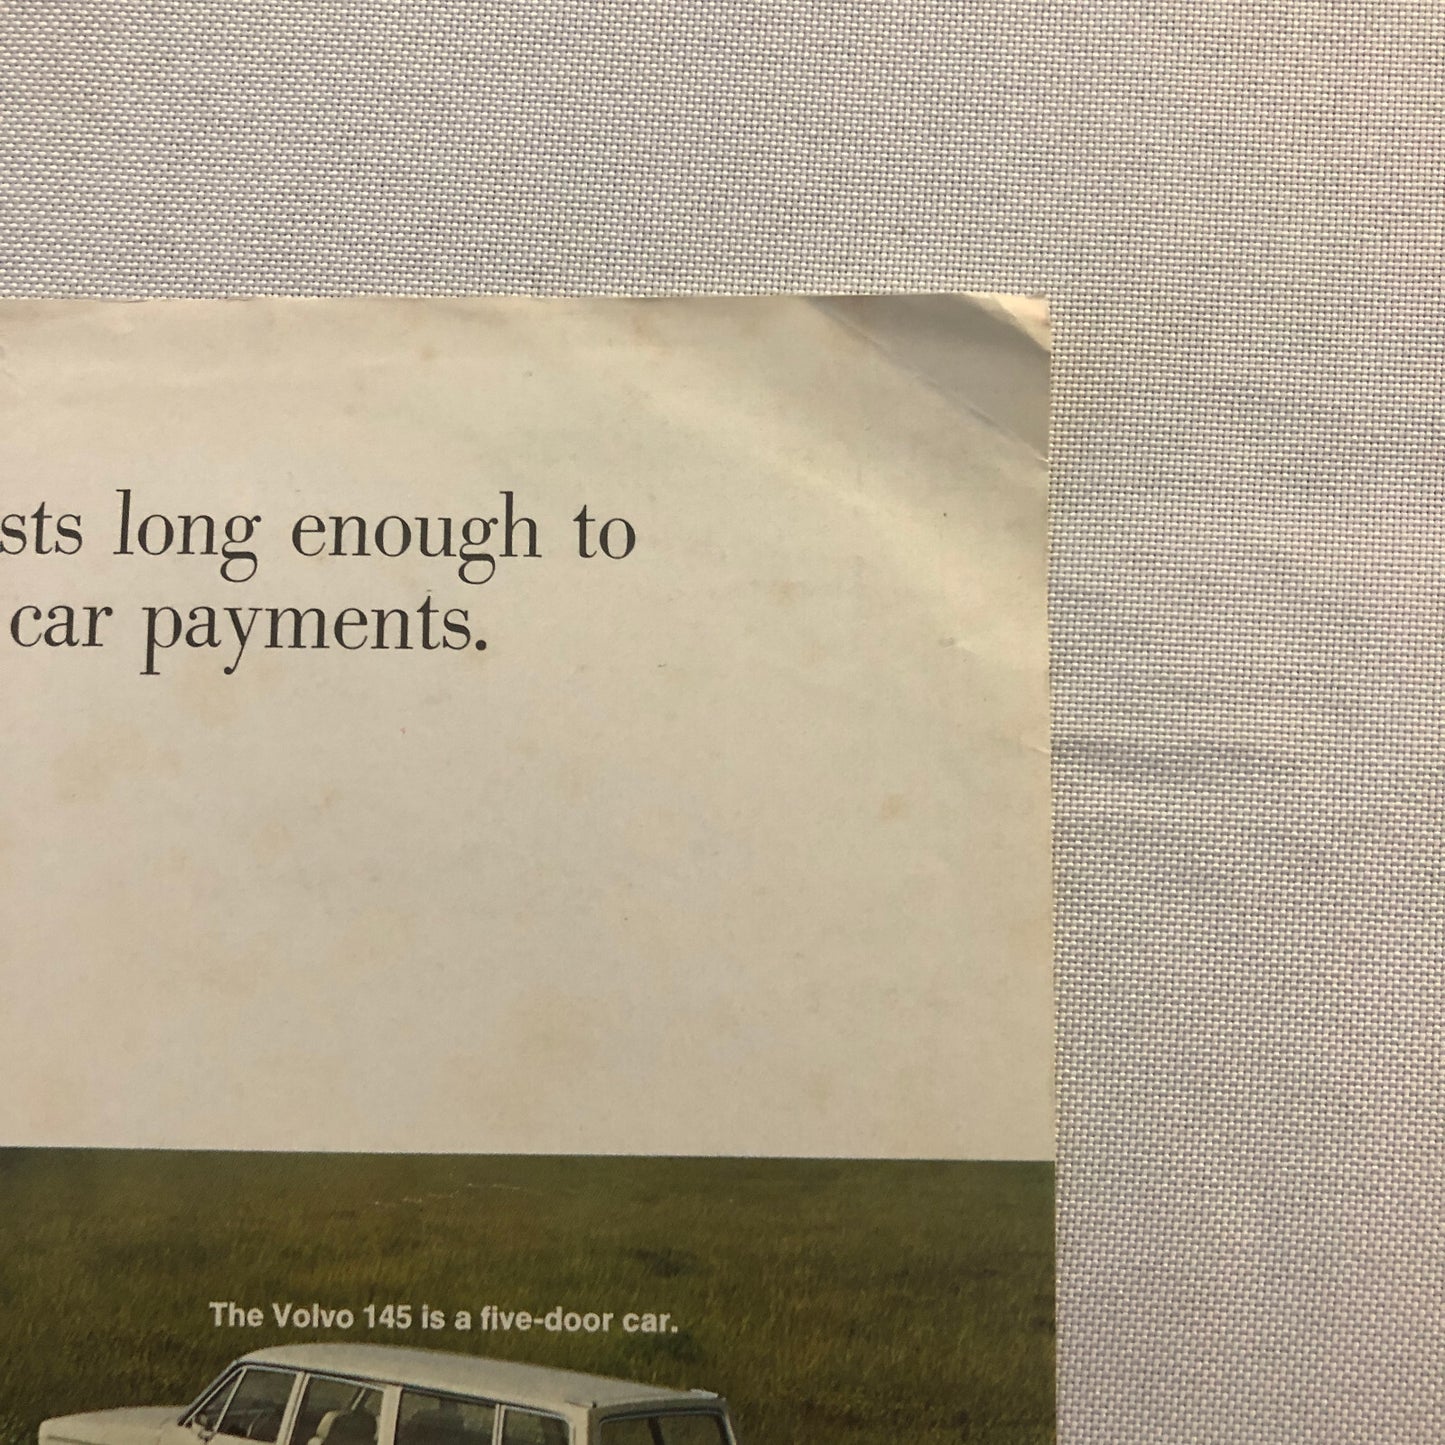 sts long enough to
car payments.
The Volvo 145 is a five-door car.